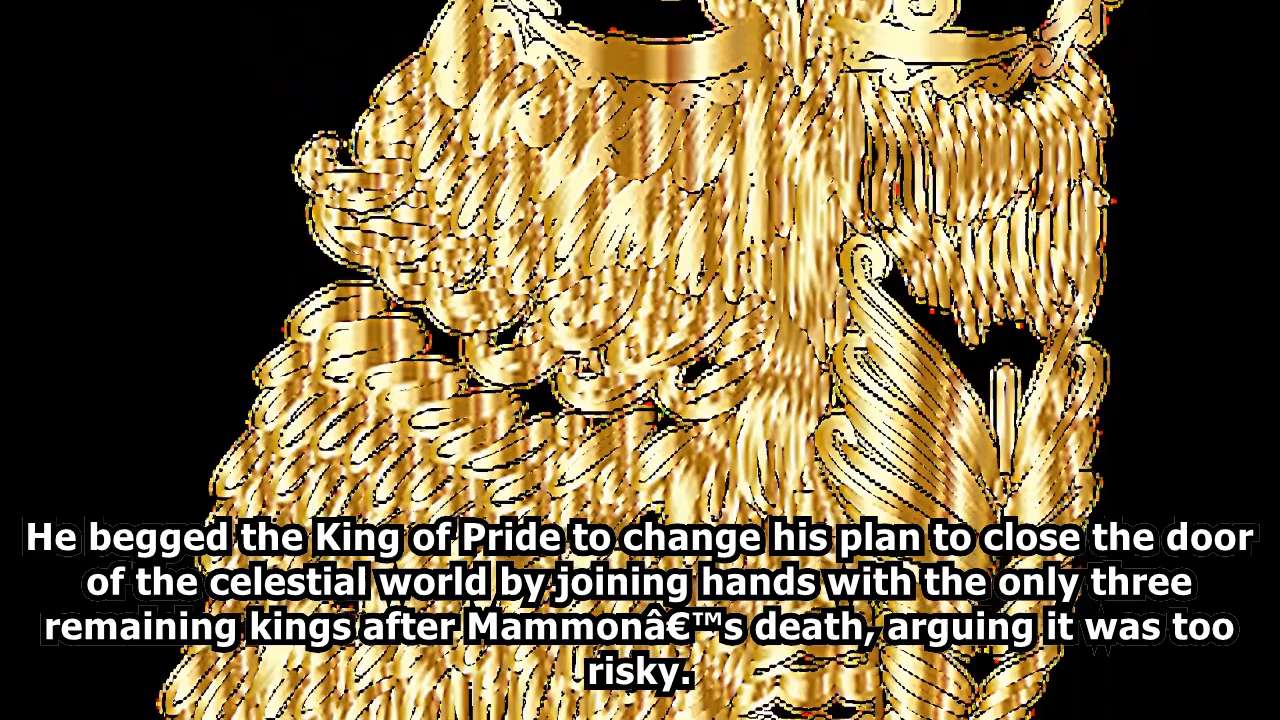 He begged the King of Pride to change his plan to close the door
of the celestial world by joining hands with the only three
remaining kings after Mammonâ€™s death, arguing it was too
risky.